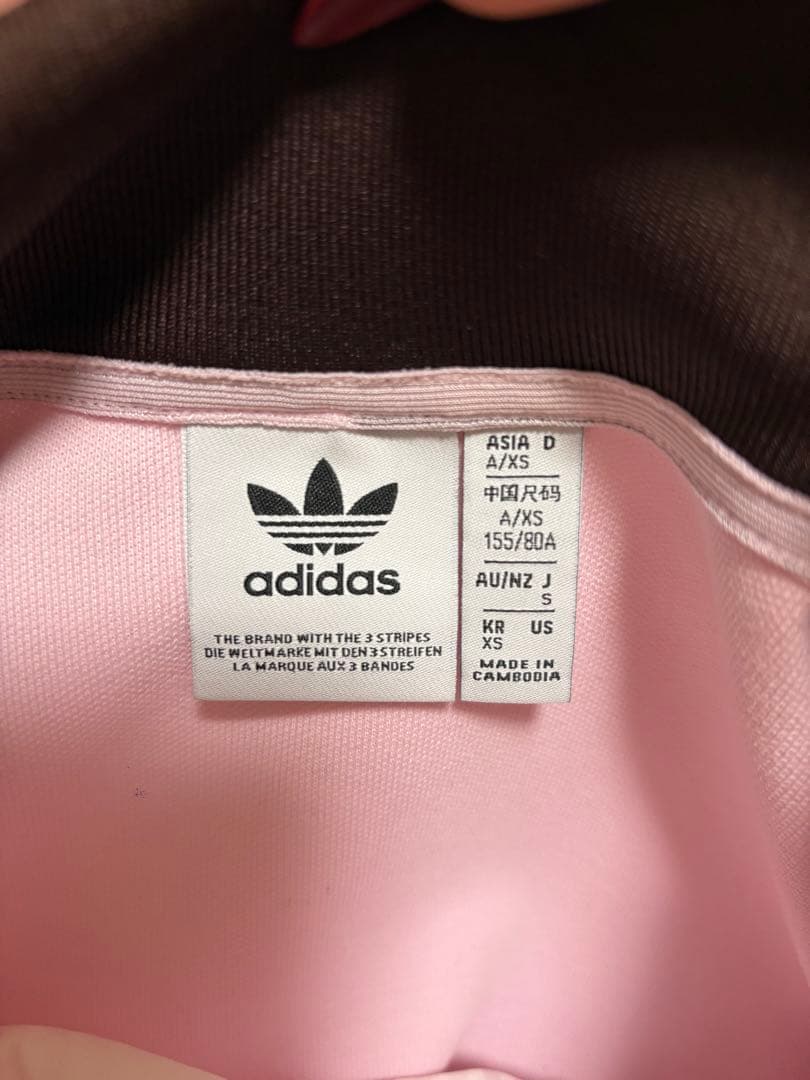 adidas
THE BRAND WITH THE 3 STRIPES
DIE WELTMARKE MIT DEN 3 STREIFEN
LA MARQUE AUX 3 BANDES
ASIA D
A/XS
中国尺码
A/XS
155/80A
AU/NZ J
S
KR US
XS
MADE IN
CAMBODIA